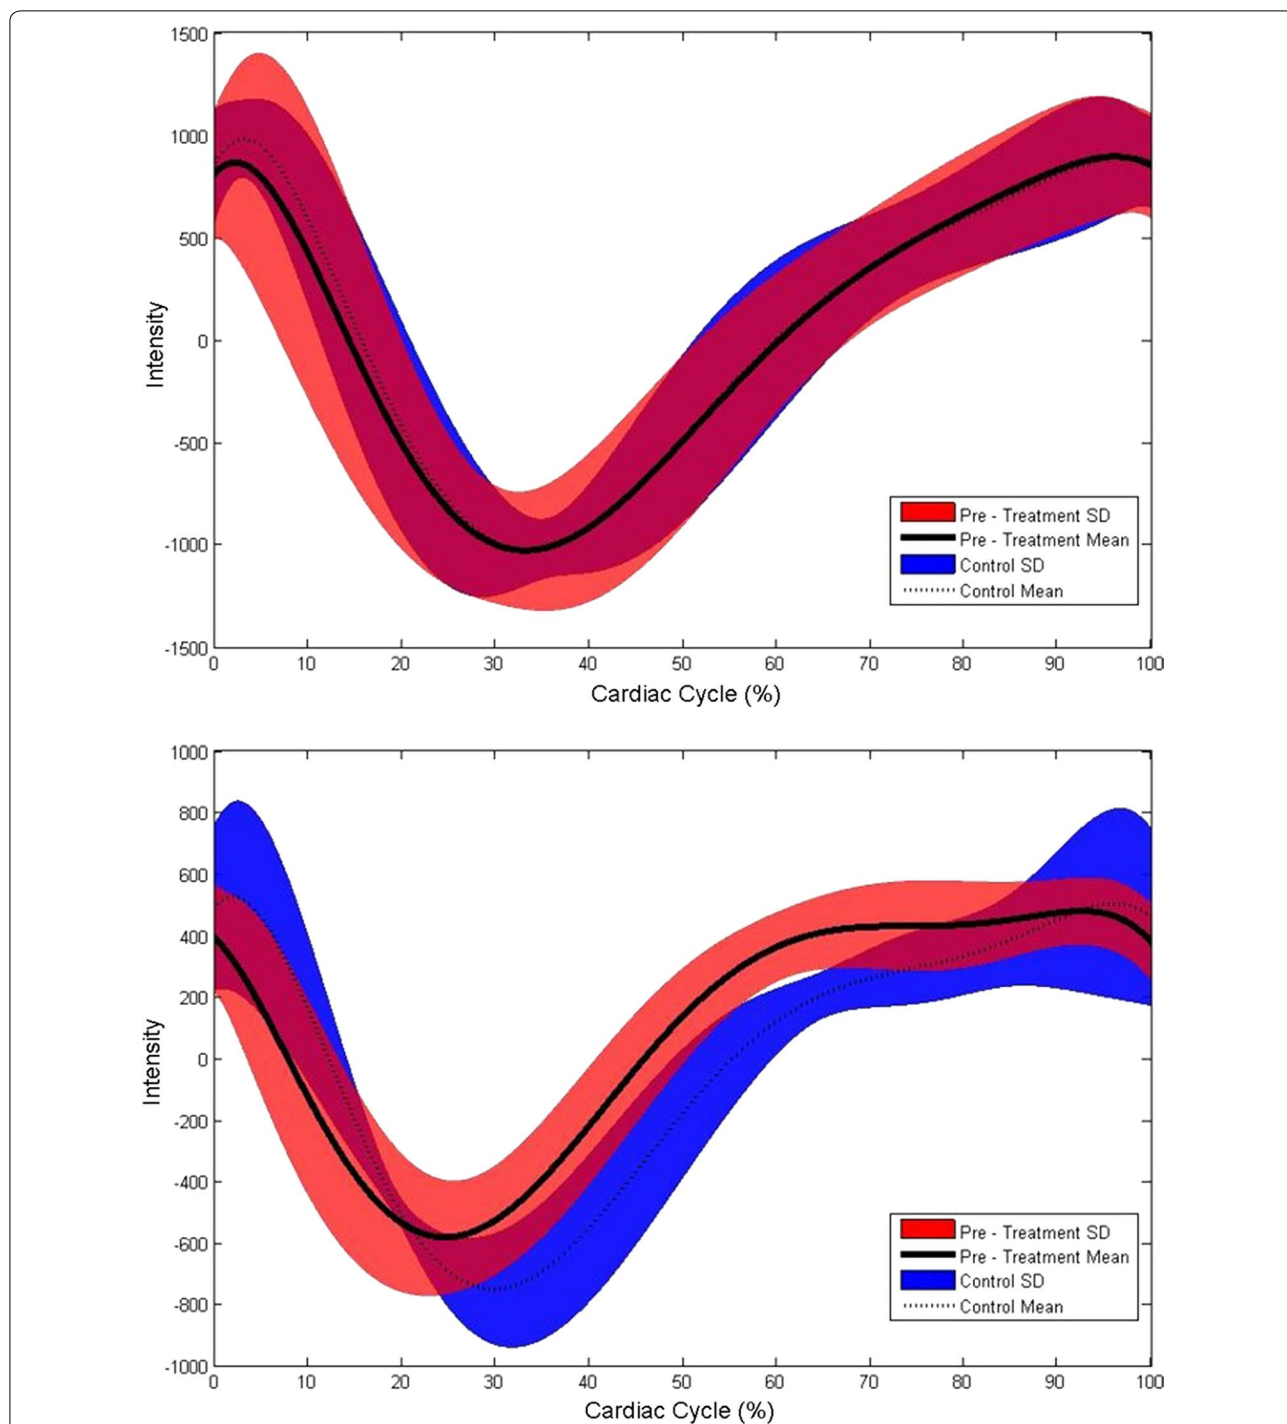 1500
1000
500
0
-500
-1000
-1500
Intensity
0 10 20 30 40 50 60 70 80 90 100
Cardiac Cycle (%)
Pre - Treatment SD
Pre - Treatment Mean
Control SD
Control Mean
1000
800
600
400
200
0
-200
-400
-600
-800
-1000
Intensity
0 10 20 30 40 50 60 70 80 90 100
Cardiac Cycle (%)
Pre - Treatment SD
Pre - Treatment Mean
Control SD
Control Mean